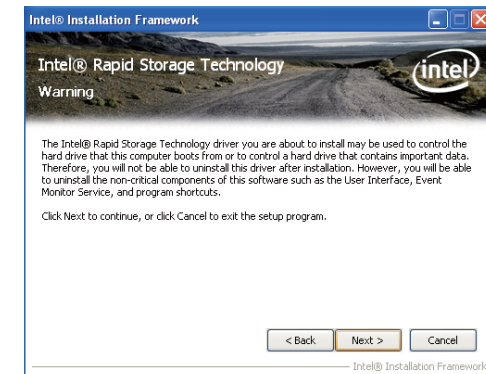 Intel® Installation Framework
Intel® Rapid Storage Technology
intel
Warning
The Intel® Rapid Storage Technology driver you are about to install may be used to control the
hard drive that this computer boots from or to control a hard drive that contains important data.
Therefore, you will not be able to uninstall this driver after installation. However, you will be able
to uninstall the non-critical components of this software such as the User Interface, Event
Monitor Service, and program shortcuts.
Click Next to continue, or click Cancel to exit the setup program.
< Back
Next >
Cancel
Intel® Installation Framework